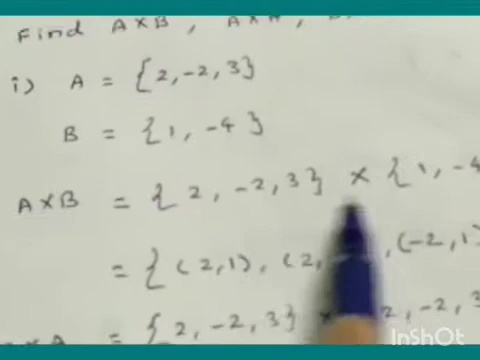 Find A×B, A×A,
i) A = {2,-2,3}
B = {1, -4}
A×B = {2, -2,3} × {1, -4
= {(2,1), (2, , (-2,1)
×A = {2,-2,3} × 2,-2,3
InShot